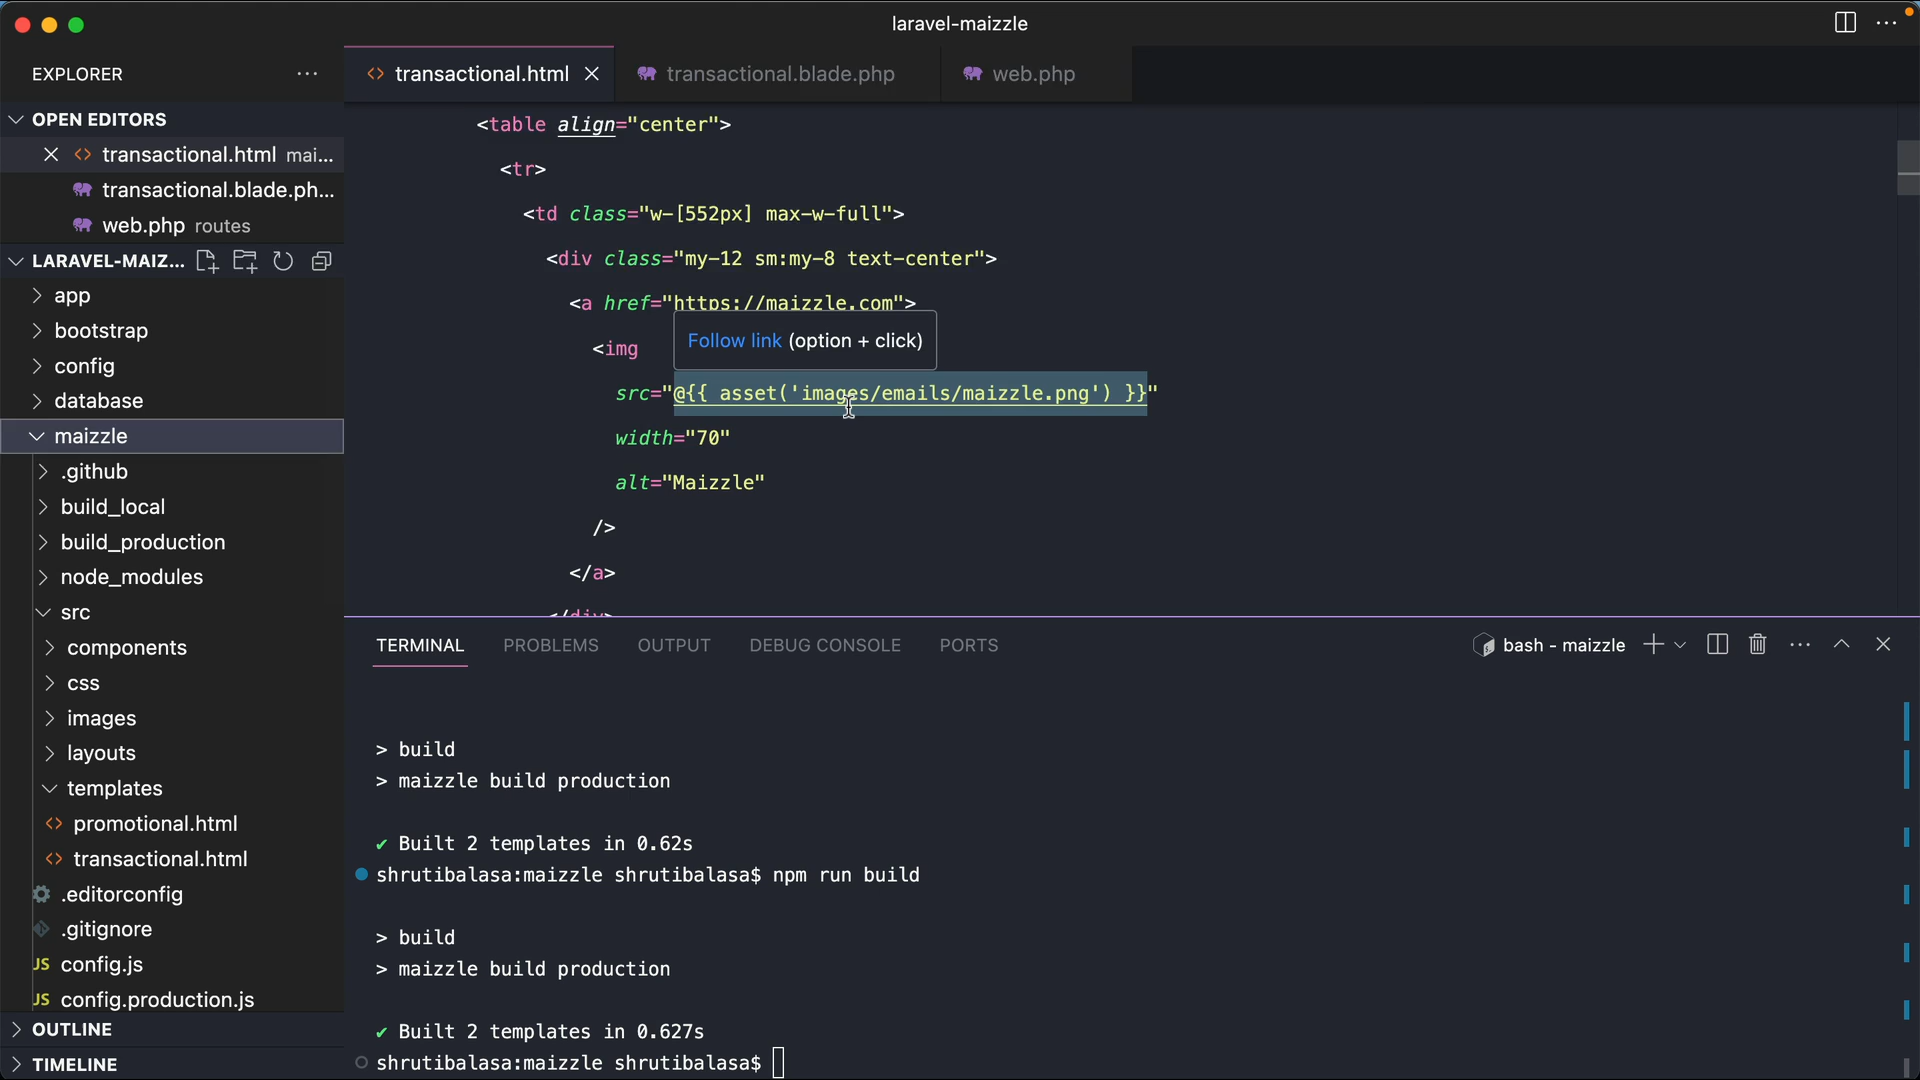 laravel-maizzle
EXPLORER
transactional.html
transactional.blade.php
web.php
OPEN EDITORS
transactional.html mai...
transactional.blade.ph...
web.php routes
LARAVEL-MAIZ...
app
bootstrap
config
database
maizzle
.github
build_local
build_production
node_modules
src
components
css
images
layouts
templates
promotional.html
transactional.html
.editorconfig
.gitignore
JS config.js
JS config.production.js
OUTLINE
TIMELINE
<table align="center">
<tr>
<td class="w-[552px] max-w-full">
<div class="my-12 sm:my-8 text-center">
<a href="https://maizzle.com">
Follow link (option + click)
<img
src="@{{ asset('images/emails/maizzle.png') }}"
width="70"
alt="Maizzle"
/>
</a>
</div>
TERMINAL PROBLEMS OUTPUT DEBUG CONSOLE PORTS
bash - maizzle
> build
> maizzle build production
✔ Built 2 templates in 0.62s
shrutibalasa:maizzle shrutibalasa$ npm run build
> build
> maizzle build production
✔ Built 2 templates in 0.627s
shrutibalasa:maizzle shrutibalasa$